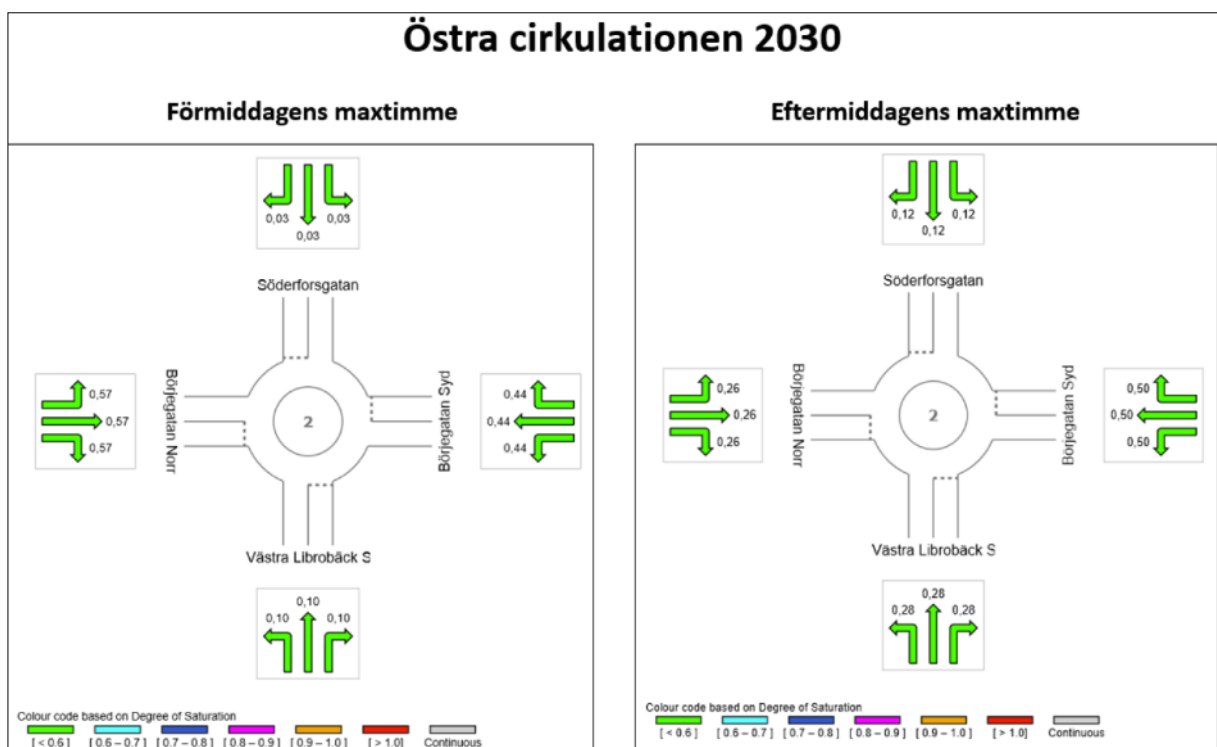 Östra cirkulationen 2030
Förmiddagens maxtimme
0,03 0,03
0,03
Söderforsgatan
Börjegatan Norr
0,57
0,57
0,57
2
Börjegatan Syd
0,44
0,44
0,44
Västra Librobäck S
0,10
0,10 0,10
Colour code based on Degree of Saturation
[ < 0.6 ] [ 0.6 – 0.7 ] [ 0.7 – 0.8 ] [ 0.8 – 0.9 ] [ 0.9 – 1.0 ] [ > 1.0 ] Continuous
Eftermiddagens maxtimme
0,12 0,12
0,12
Söderforsgatan
Börjegatan Norr
0,26
0,26
0,26
2
Börjegatan Syd
0,50
0,50
0,50
Västra Librobäck S
0,28
0,28 0,28
Colour code based on Degree of Saturation
[ < 0.6 ] [ 0.6 – 0.7 ] [ 0.7 – 0.8 ] [ 0.8 – 0.9 ] [ 0.9 – 1.0 ] [ > 1.0 ] Continuous